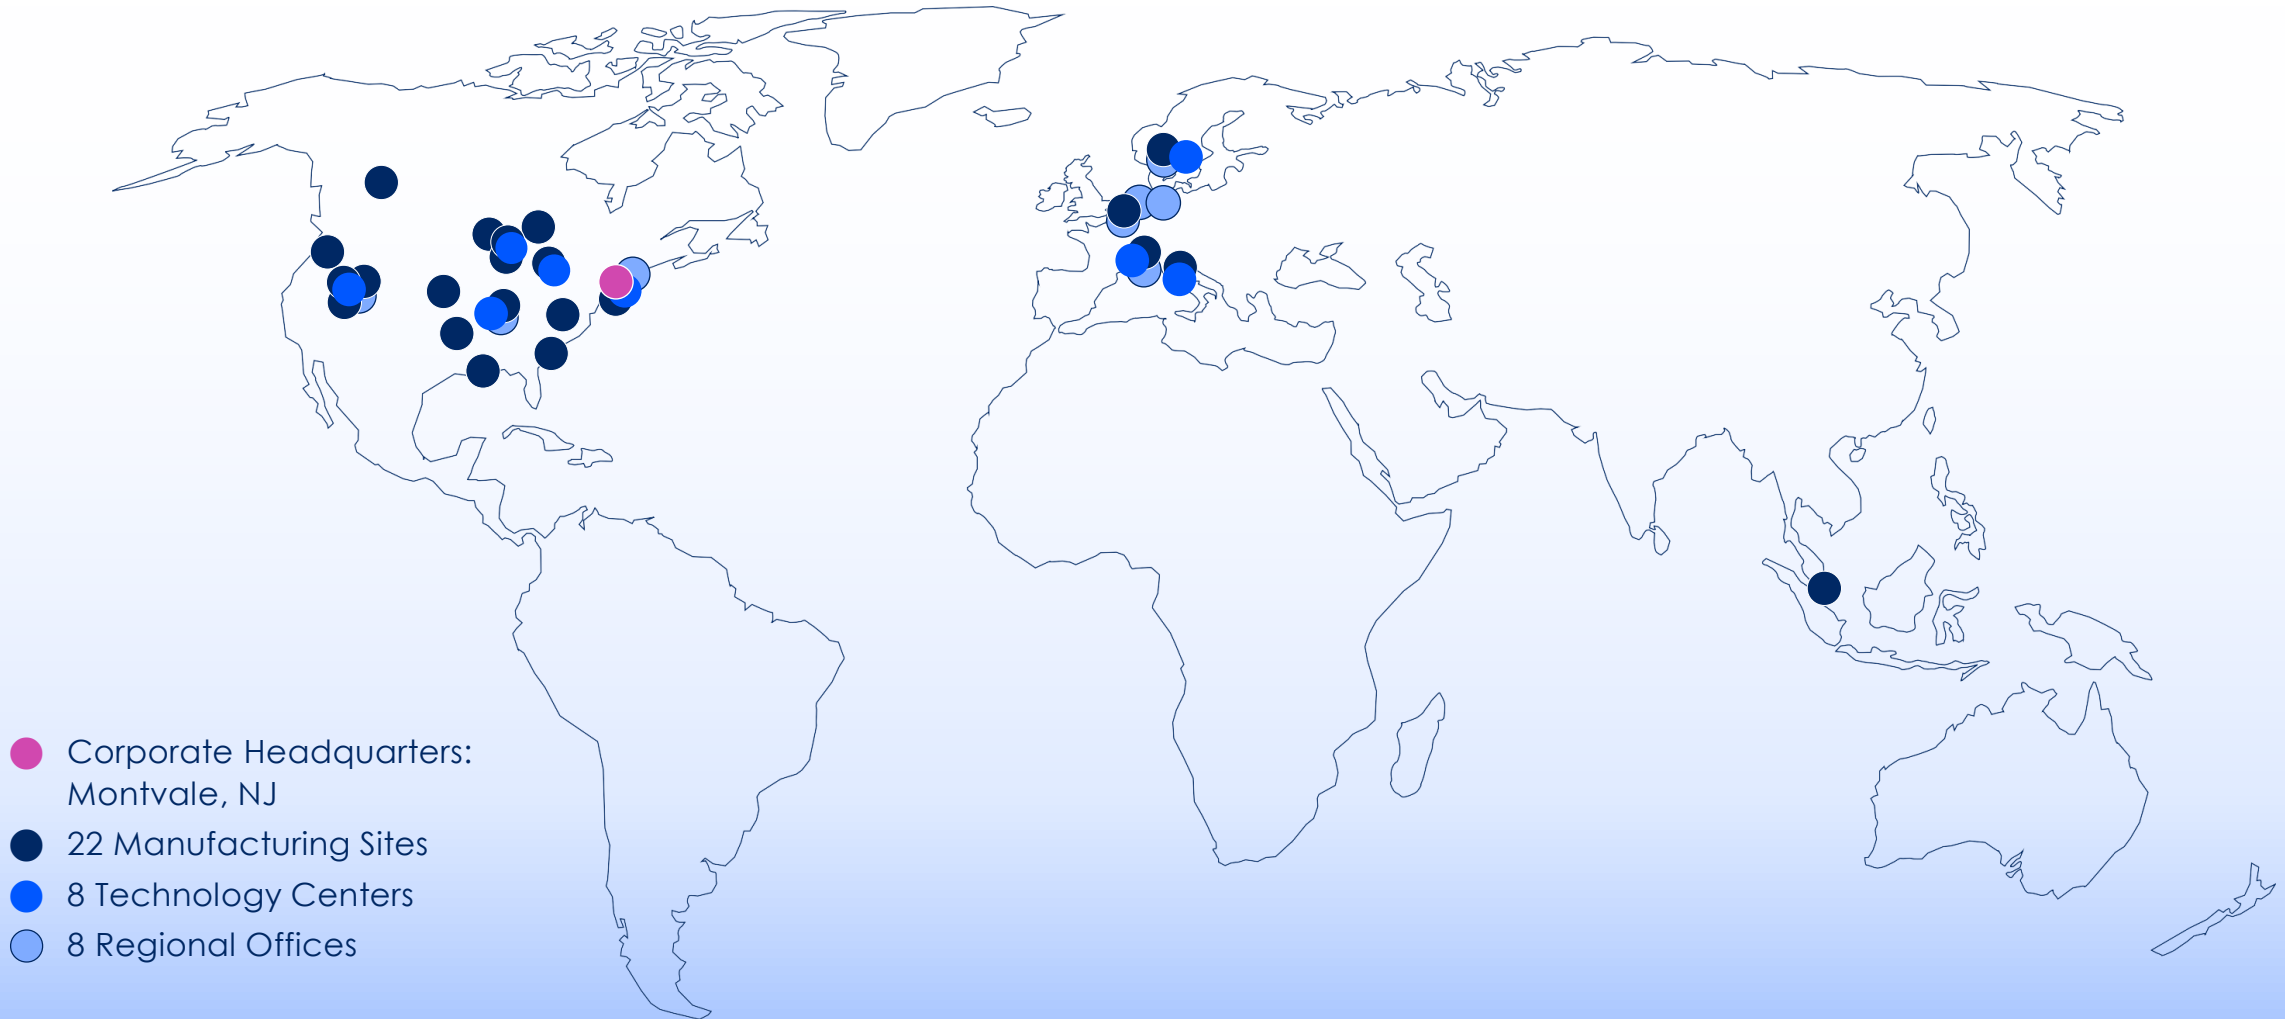 Corporate Headquarters:
Montvale, NJ
22 Manufacturing Sites
8 Technology Centers
8 Regional Offices